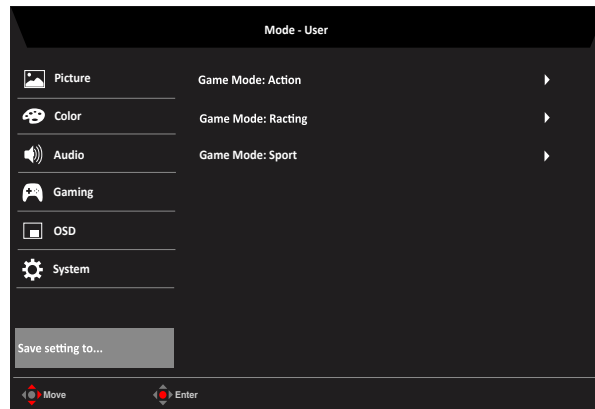 Mode - User
Picture
Game Mode: Action
Color
Game Mode: Racting
Audio
Game Mode: Sport
Gaming
OSD
System
Save setting to...
Move
Enter